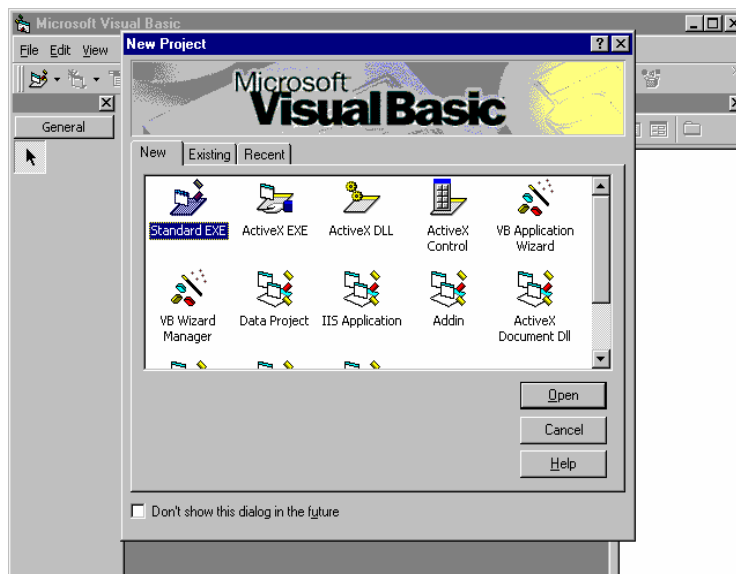 Microsoft Visual Basic
File Edit View
New Project
Microsoft
Visual Basic
General
New Existing Recent
Standard EXE ActiveX EXE ActiveX DLL ActiveX Control VB Application Wizard
VB Wizard Manager Data Project IIS Application Addin ActiveX Document Dll
Open
Cancel
Help
Don't show this dialog in the future